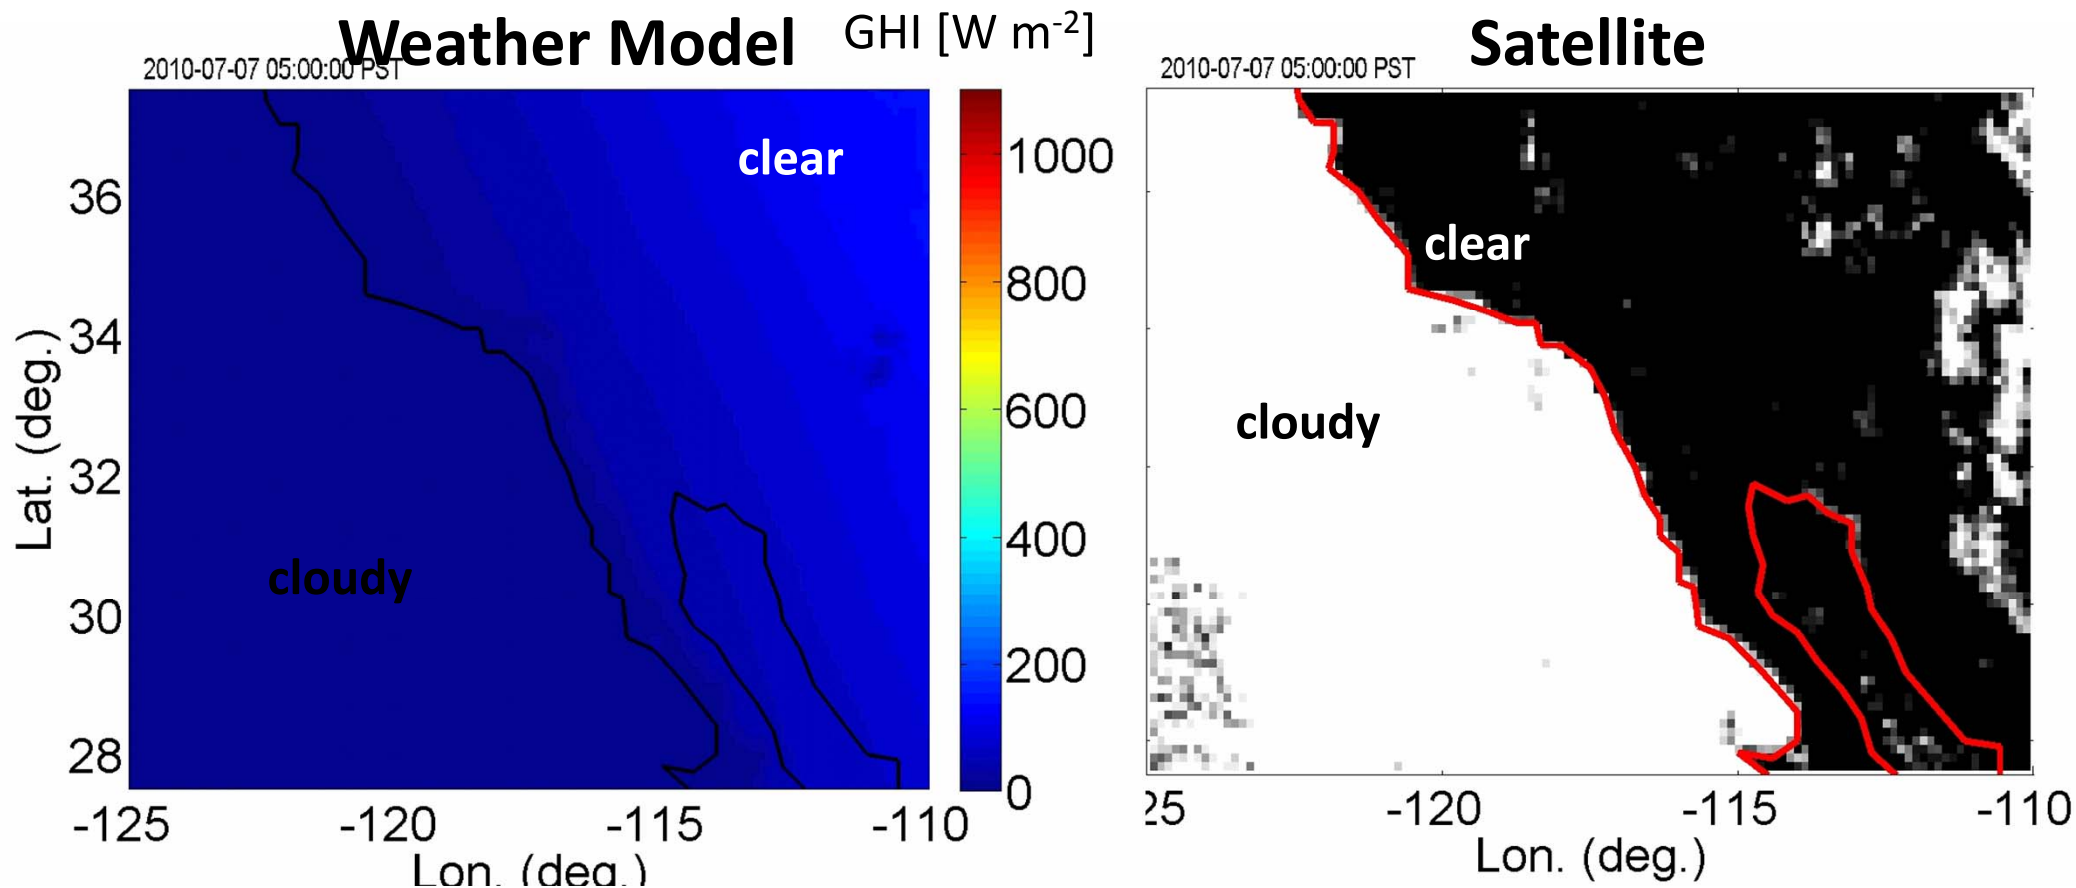 Weather Model
GHI [W m-2]
Satellite
2010-07-07 05:00:00 PST
2010-07-07 05:00:00 PST
clear
clear
cloudy
cloudy
Lat. (deg.)
36
34
32
30
28
1000
800
600
400
200
0
-125 -120 -115 -110
25 -120 -115 -110
Lon. (deg.)
Lon. (deg.)